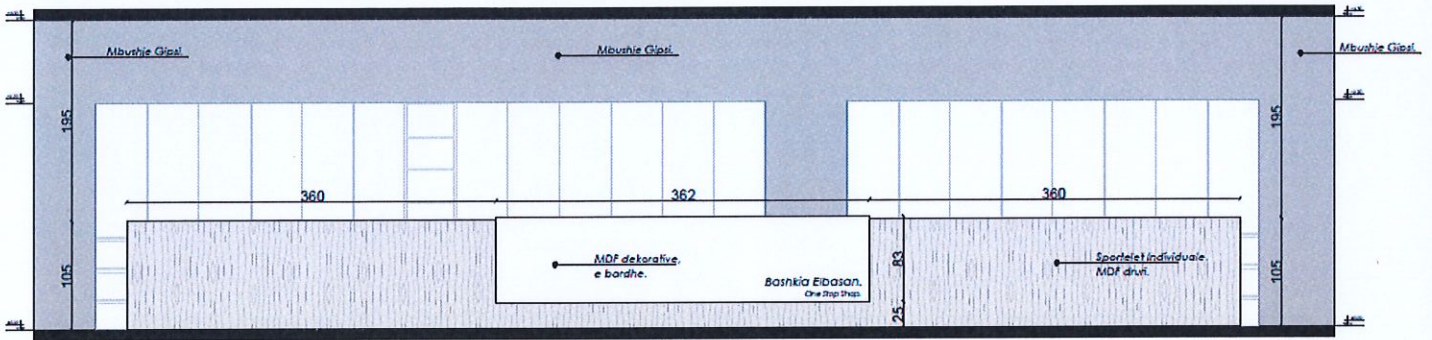 Mbushje Gipsi.
Mbushje Gipsi.
Mbushje Gipsi.
195
195
360
362
360
105
MDF dekorative,
e bardhe.
Bashkia Elbasan.
One Stop Shop.
83
25
Sportelet Individuale.
MDF druri.
105